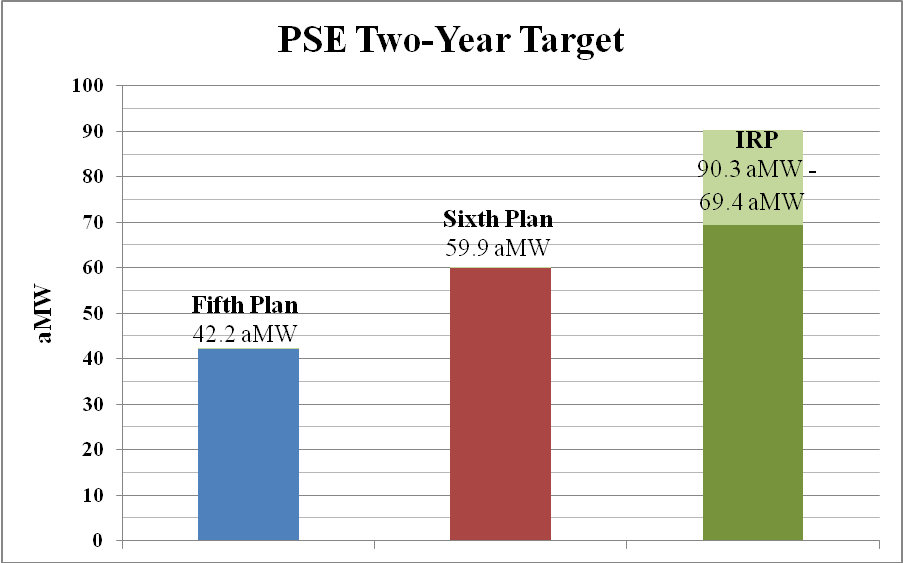 PSE Two-Year Target
100
90
80
70
60
50
40
30
20
10
0
aMW
Fifth Plan
42.2 aMW
Sixth Plan
59.9 aMW
IRP
90.3 aMW -
69.4 aMW